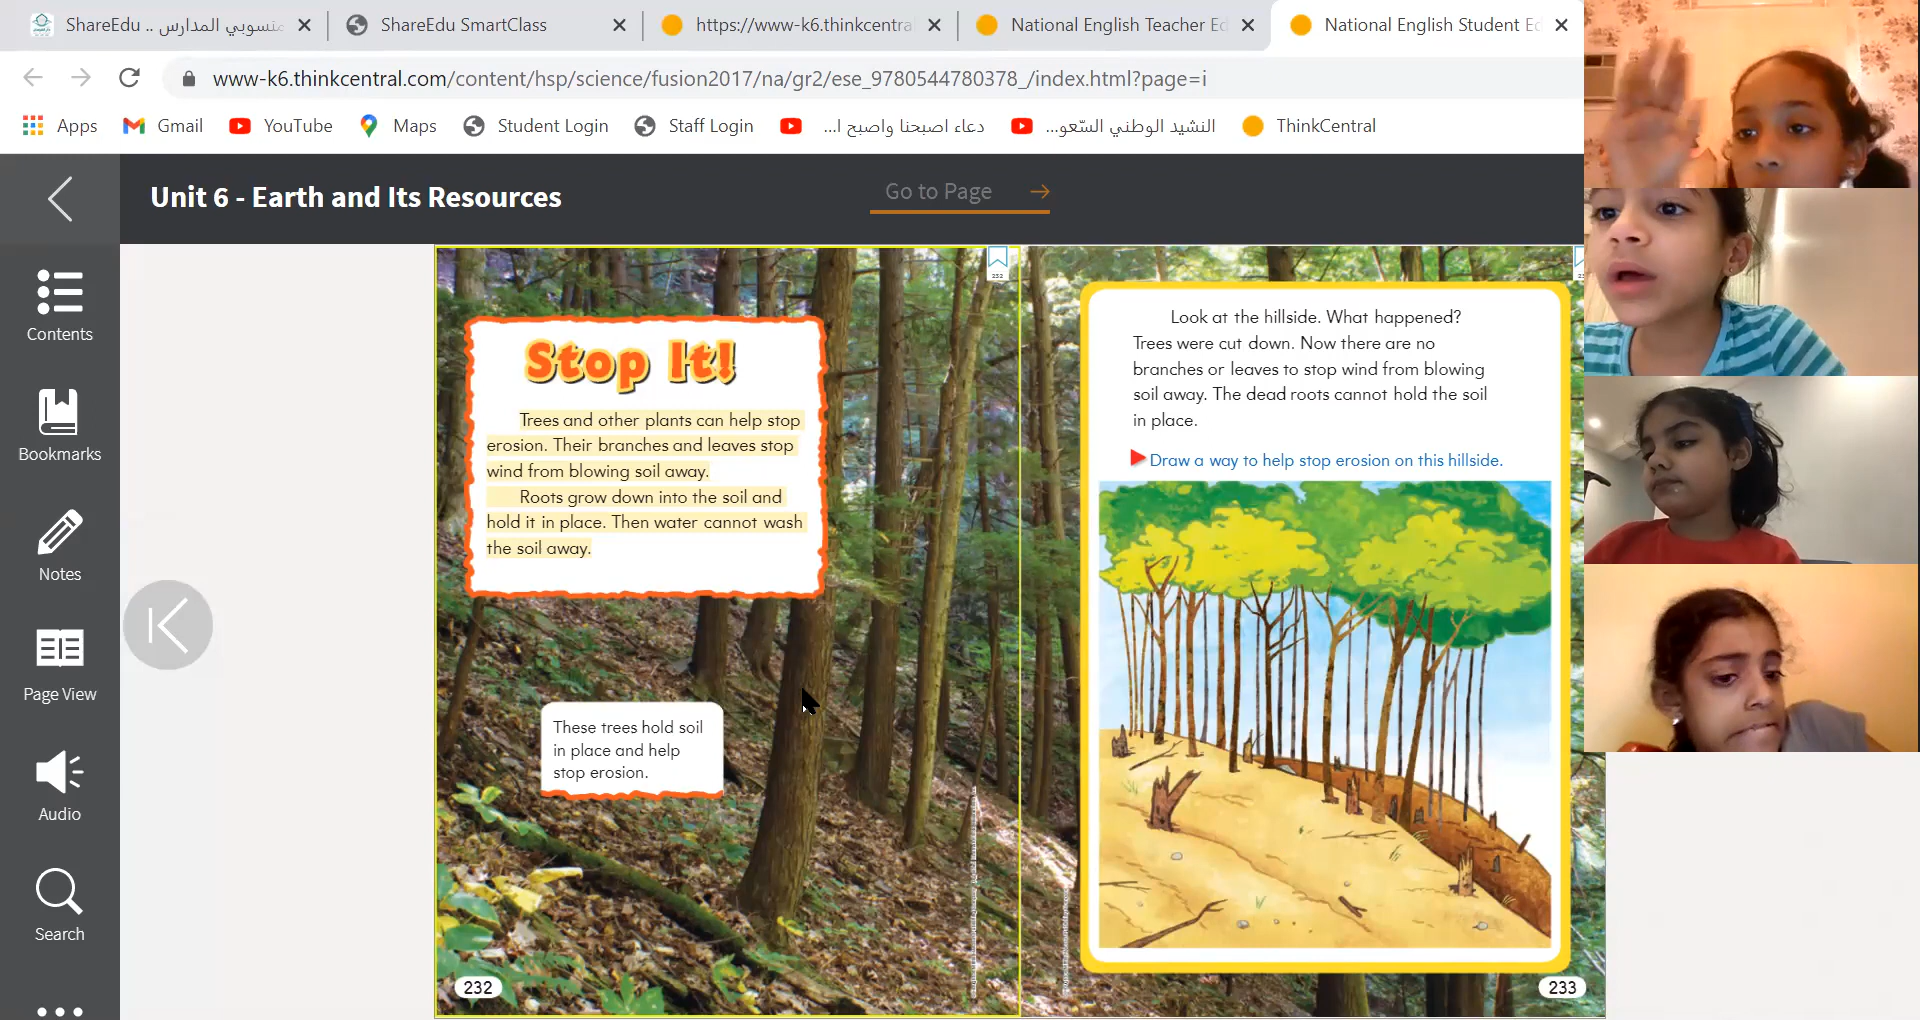 ShareEdu .. منسوبي المدارس
ShareEdu SmartClass
https://www-k6.thinkcentral
National English Teacher Ed
National English Student Ed
www-k6.thinkcentral.com/content/hsp/science/fusion2017/na/gr2/ese_9780544780378_/index.html?page=i
Apps
Gmail
YouTube
Maps
Student Login
Staff Login
دعاء اصبحنا واصبح ا...
النشيد الوطني السّعو...
ThinkCentral
Unit 6 - Earth and Its Resources
Go to Page
Contents
Bookmarks
Notes
Page View
Audio
Search
232
Stop It!
Trees and other plants can help stop
erosion. Their branches and leaves stop
wind from blowing soil away.
Roots grow down into the soil and
hold it in place. Then water cannot wash
the soil away.
These trees hold soil
in place and help
stop erosion.
232
Look at the hillside. What happened?
Trees were cut down. Now there are no
branches or leaves to stop wind from blowing
soil away. The dead roots cannot hold the soil
in place.
Draw a way to help stop erosion on this hillside.
233